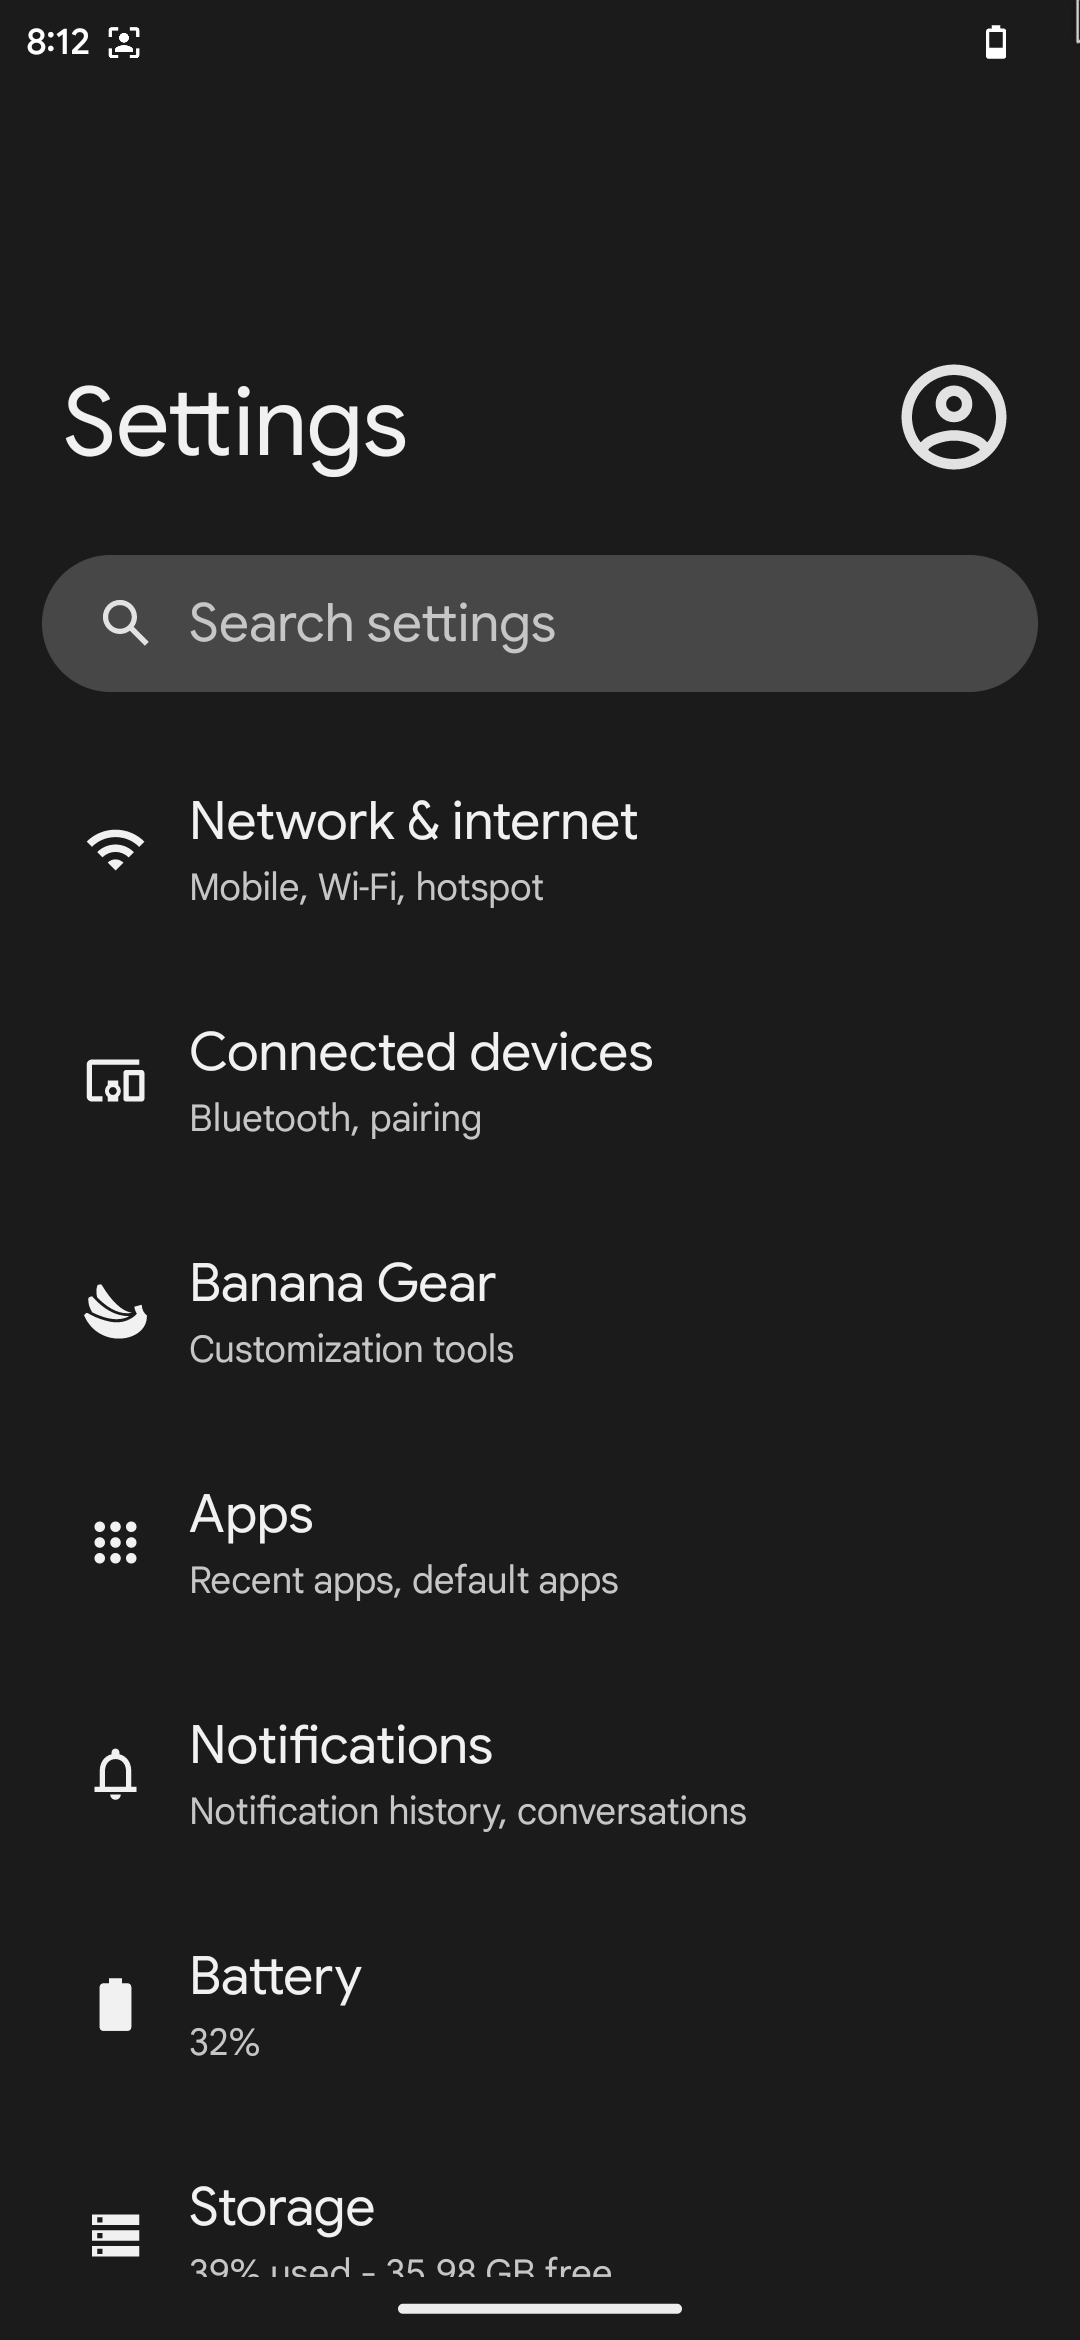 8:12
Settings
Search settings
Network & internet
Mobile, Wi-Fi, hotspot
Connected devices
Bluetooth, pairing
Banana Gear
Customization tools
Apps
Recent apps, default apps
Notifications
Notification history, conversations
Battery
32%
Storage
39% used - 35.98 GB free